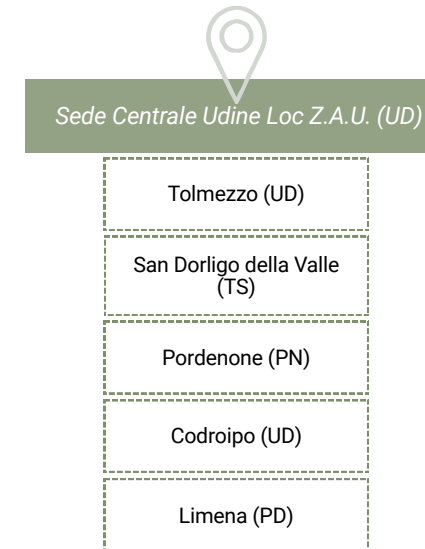 Sede Centrale Udine Loc Z.A.U. (UD)
Tolmezzo (UD)
San Dorligo della Valle
(TS)
Pordenone (PN)
Codroipo (UD)
Limena (PD)